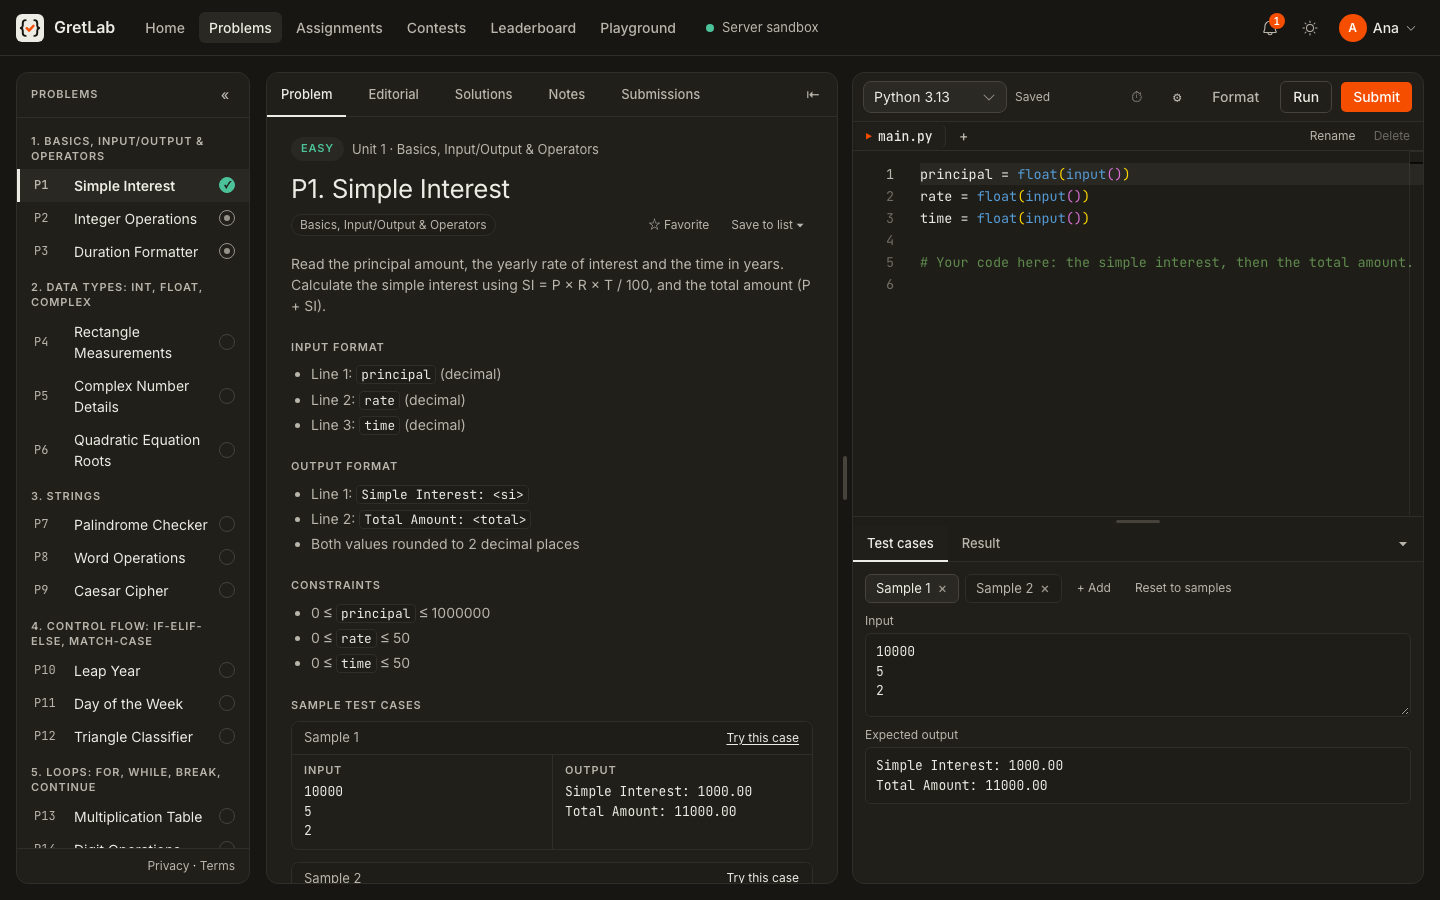 GretLab
Home
Problems
Assignments
Contests
Leaderboard
Playground
Server sandbox
1
A
Ana
PROBLEMS
«
1. BASICS, INPUT/OUTPUT &
OPERATORS
P1 Simple Interest
P2 Integer Operations
P3 Duration Formatter
2. DATA TYPES: INT, FLOAT,
COMPLEX
P4 Rectangle
Measurements
P5 Complex Number
Details
P6 Quadratic Equation
Roots
3. STRINGS
P7 Palindrome Checker
P8 Word Operations
P9 Caesar Cipher
4. CONTROL FLOW: IF-ELIF-
ELSE, MATCH-CASE
P10 Leap Year
P11 Day of the Week
P12 Triangle Classifier
5. LOOPS: FOR, WHILE, BREAK,
CONTINUE
P13 Multiplication Table
P14 Digit Operations
Privacy · Terms
Problem
Editorial
Solutions
Notes
Submissions
EASY Unit 1 · Basics, Input/Output & Operators
P1. Simple Interest
Basics, Input/Output & Operators
☆ Favorite
Save to list
Read the principal amount, the yearly rate of interest and the time in years.
Calculate the simple interest using SI = P × R × T / 100, and the total amount (P
+ SI).
INPUT FORMAT
• Line 1: principal (decimal)
• Line 2: rate (decimal)
• Line 3: time (decimal)
OUTPUT FORMAT
• Line 1: Simple Interest: <si>
• Line 2: Total Amount: <total>
• Both values rounded to 2 decimal places
CONSTRAINTS
• 0 ≤ principal ≤ 1000000
• 0 ≤ rate ≤ 50
• 0 ≤ time ≤ 50
SAMPLE TEST CASES
Sample 1
Try this case
INPUT
10000
5
2
OUTPUT
Simple Interest: 1000.00
Total Amount: 11000.00
Sample 2
Try this case
Python 3.13
Saved
Format
Run
Submit
main.py
+
Rename
Delete
1 principal = float(input())
2 rate = float(input())
3 time = float(input())
4
5 # Your code here: the simple interest, then the total amount.
6
Test cases
Result
Sample 1 ×
Sample 2 ×
+ Add
Reset to samples
Input
10000
5
2
Expected output
Simple Interest: 1000.00
Total Amount: 11000.00